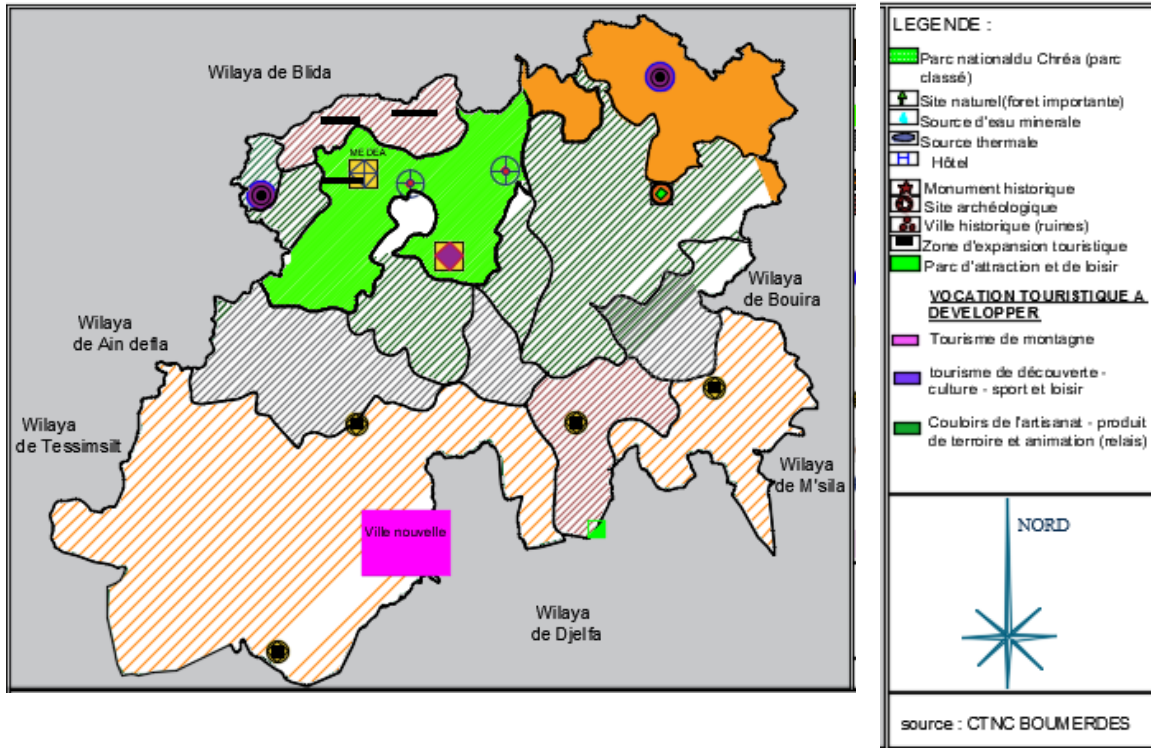 Wilaya de Blida
MEDEA
Wilaya
de Bouira
Wilaya
de Ain defla
Wilaya
de Tessimsilt
Wilaya
de M'sila
Ville nouvelle
Wilaya
de Djelfa
LEGENDE :
Parc nationaldu Chréa (parc
classé)
Site naturel(foret importante)
Source d'eau minerale
Source thermale
H Hôtel
Monument historique
Site archéologique
Ville historique (ruines)
Zone d'expansion touristique
Parc d'attraction et de loisir
VOCATION TOURISTIQUE A
DEVELOPPER
Tourisme de montagne
tourisme de découverte -
culture - sport et loisir
Couloirs de l'artisanat - produit
de terroire et animation (relais)
NORD
source : CTNC BOUMERDES